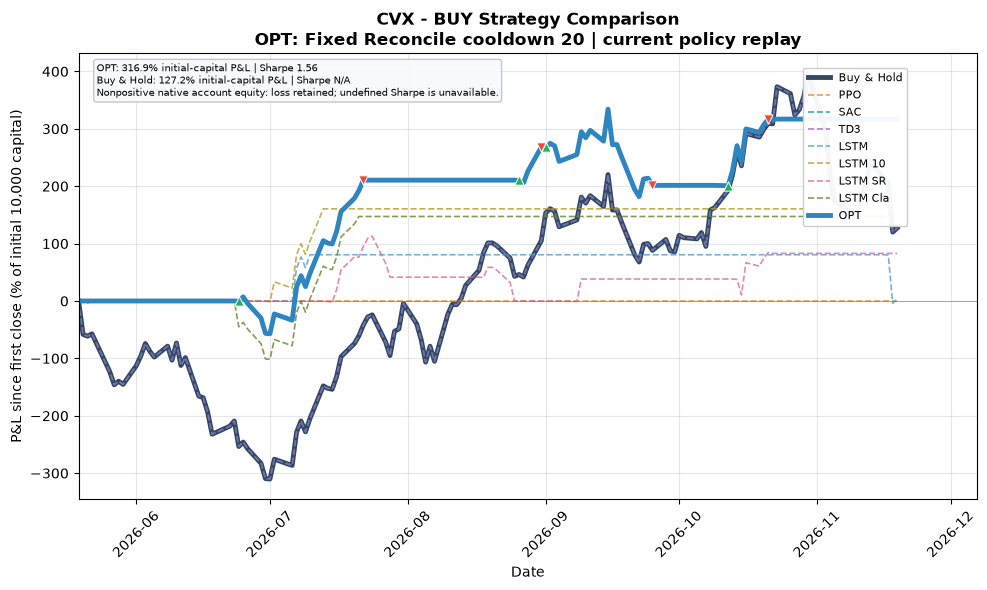 CVX - BUY Strategy Comparison
OPT: Fixed Reconcile cooldown 20 | current policy replay
OPT: 316.9% initial-capital P&L | Sharpe 1.56
Buy & Hold: 127.2% initial-capital P&L | Sharpe N/A
Nonpositive native account equity: loss retained; undefined Sharpe is unavailable.
Buy & Hold
PPO
SAC
TD3
LSTM
LSTM 10
LSTM SR
LSTM Cla
OPT
P&L since first close (% of initial 10,000 capital)
400
300
200
100
0
−100
−200
−300
2026-06
2026-07
2026-08
2026-09
2026-10
2026-11
2026-12
Date